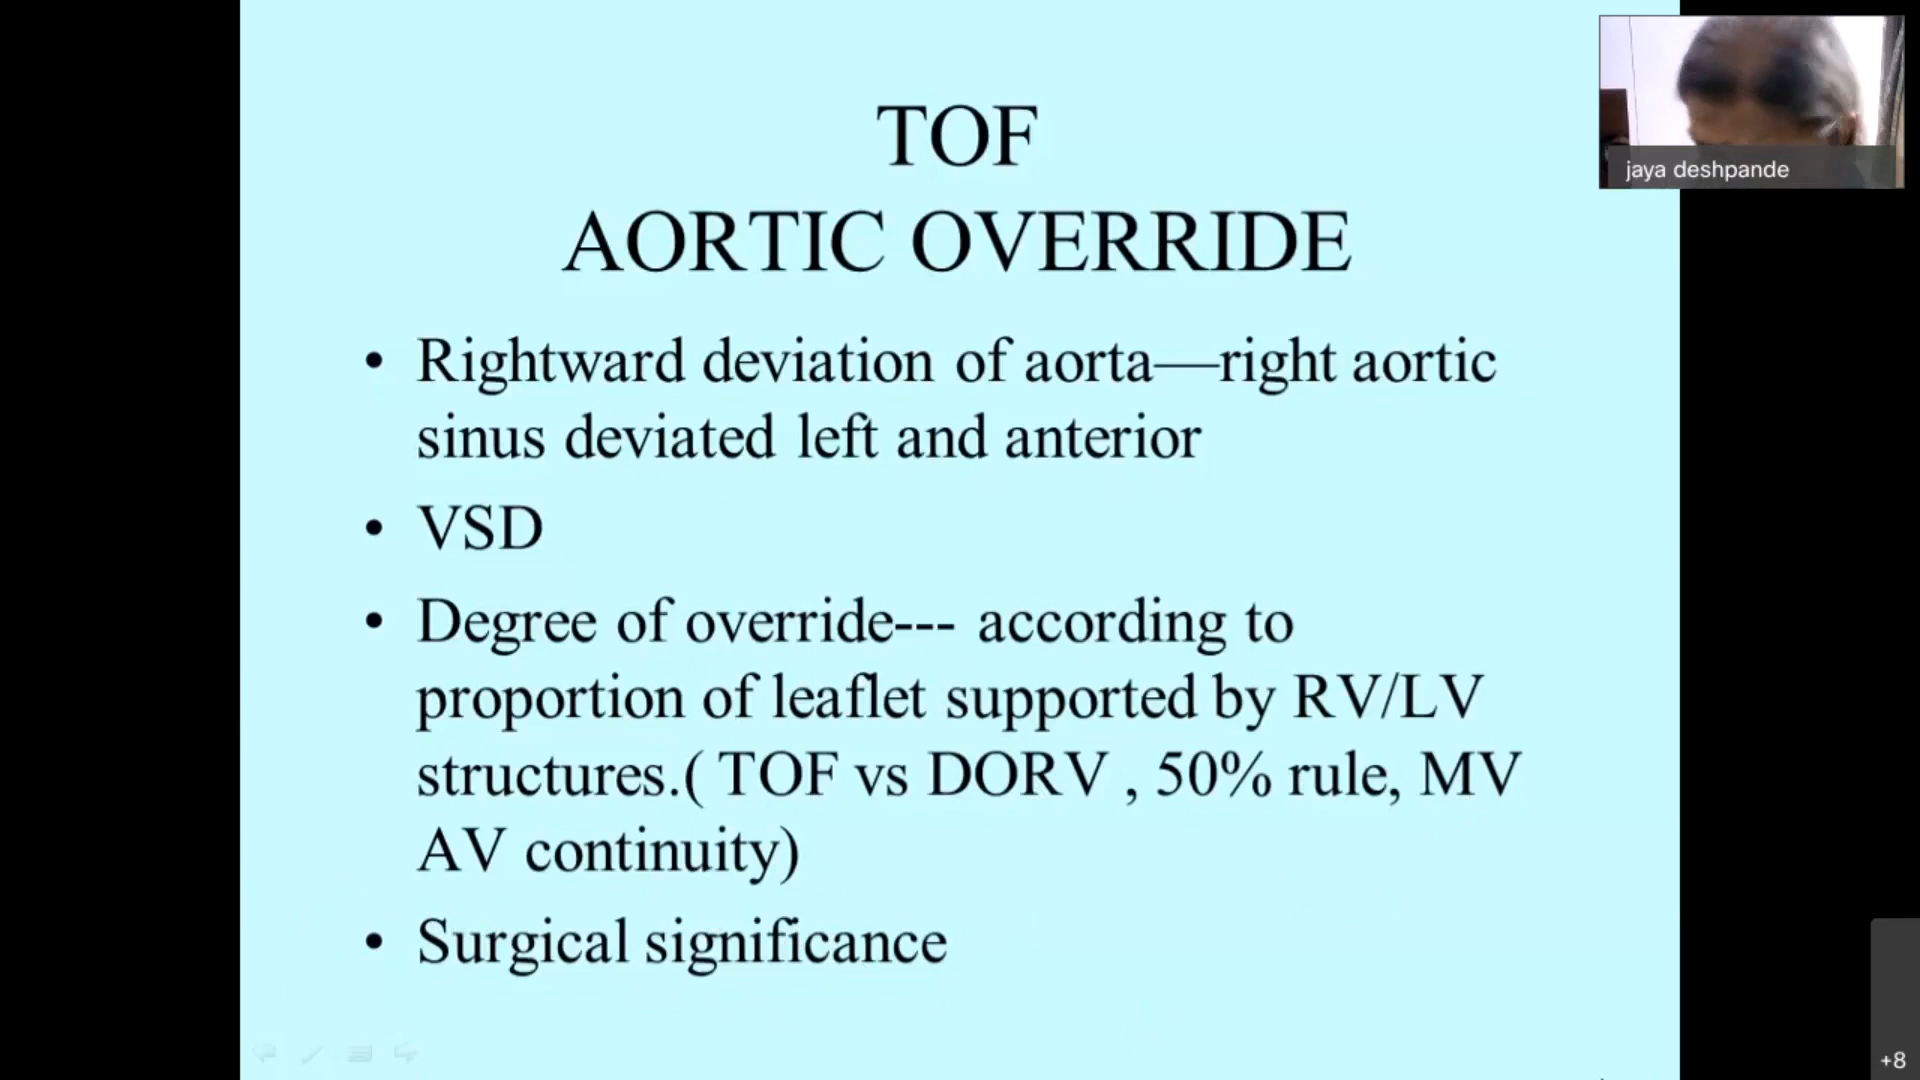 TOF
AORTIC OVERRIDE
• Rightward deviation of aorta—right aortic
sinus deviated left and anterior
• VSD
• Degree of override--- according to
proportion of leaflet supported by RV/LV
structures.( TOF vs DORV , 50% rule, MV
AV continuity)
• Surgical significance
jaya deshpande
+8